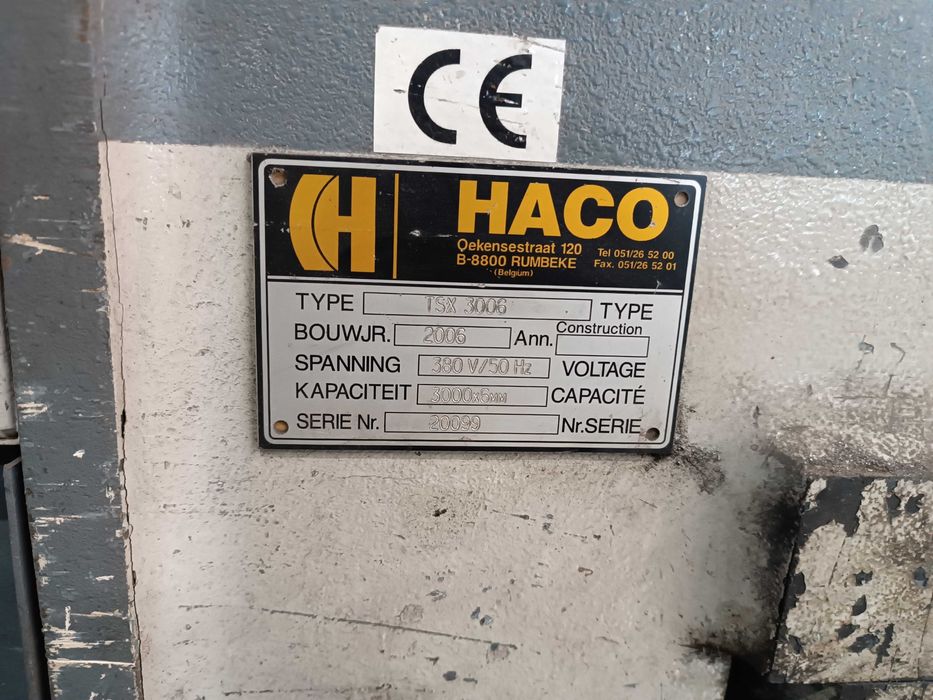 CE
H HACO
Oekensestraat 120 Tel 051/26 52 00
B-8800 RUMBEKE Fax. 051/26 52 01
(Belgium)
TYPE TSX 3006 TYPE
BOUWJR. 2006 Ann. Construction
SPANNING 380 V/50 Hz VOLTAGE
KAPACITEIT 3000x6MM CAPACITÉ
SERIE Nr. 20099 Nr.SERIE